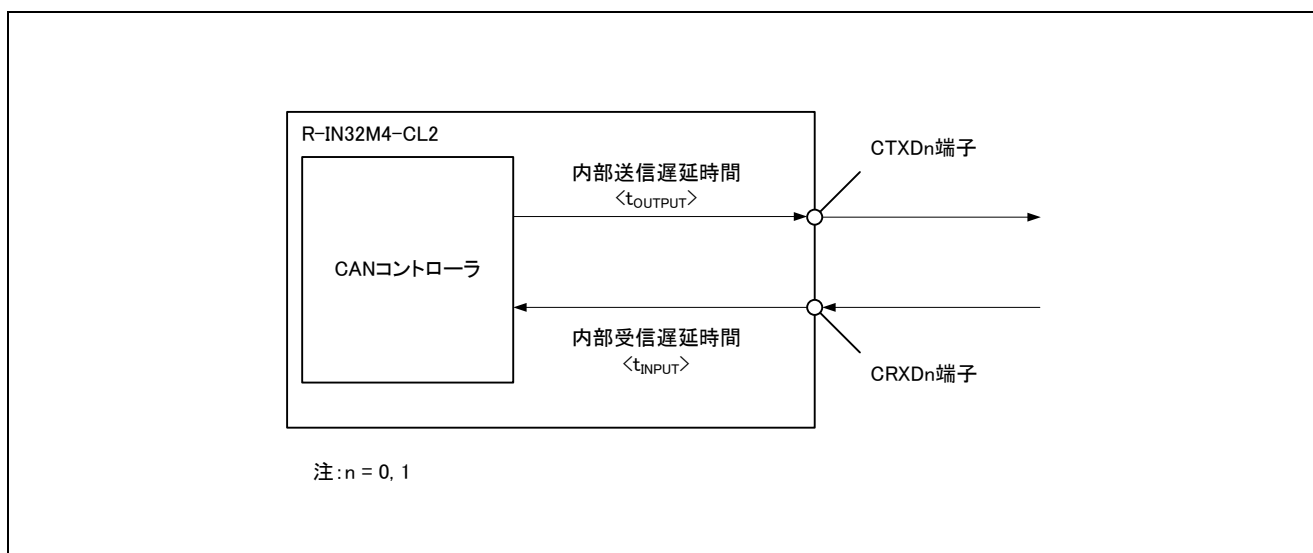 R-IN32M4-CL2
CANコントローラ
内部送信遅延時間
<tOUTPUT>
CTXDn端子
内部受信遅延時間
<tINPUT>
CRXDn端子
注:n = 0, 1